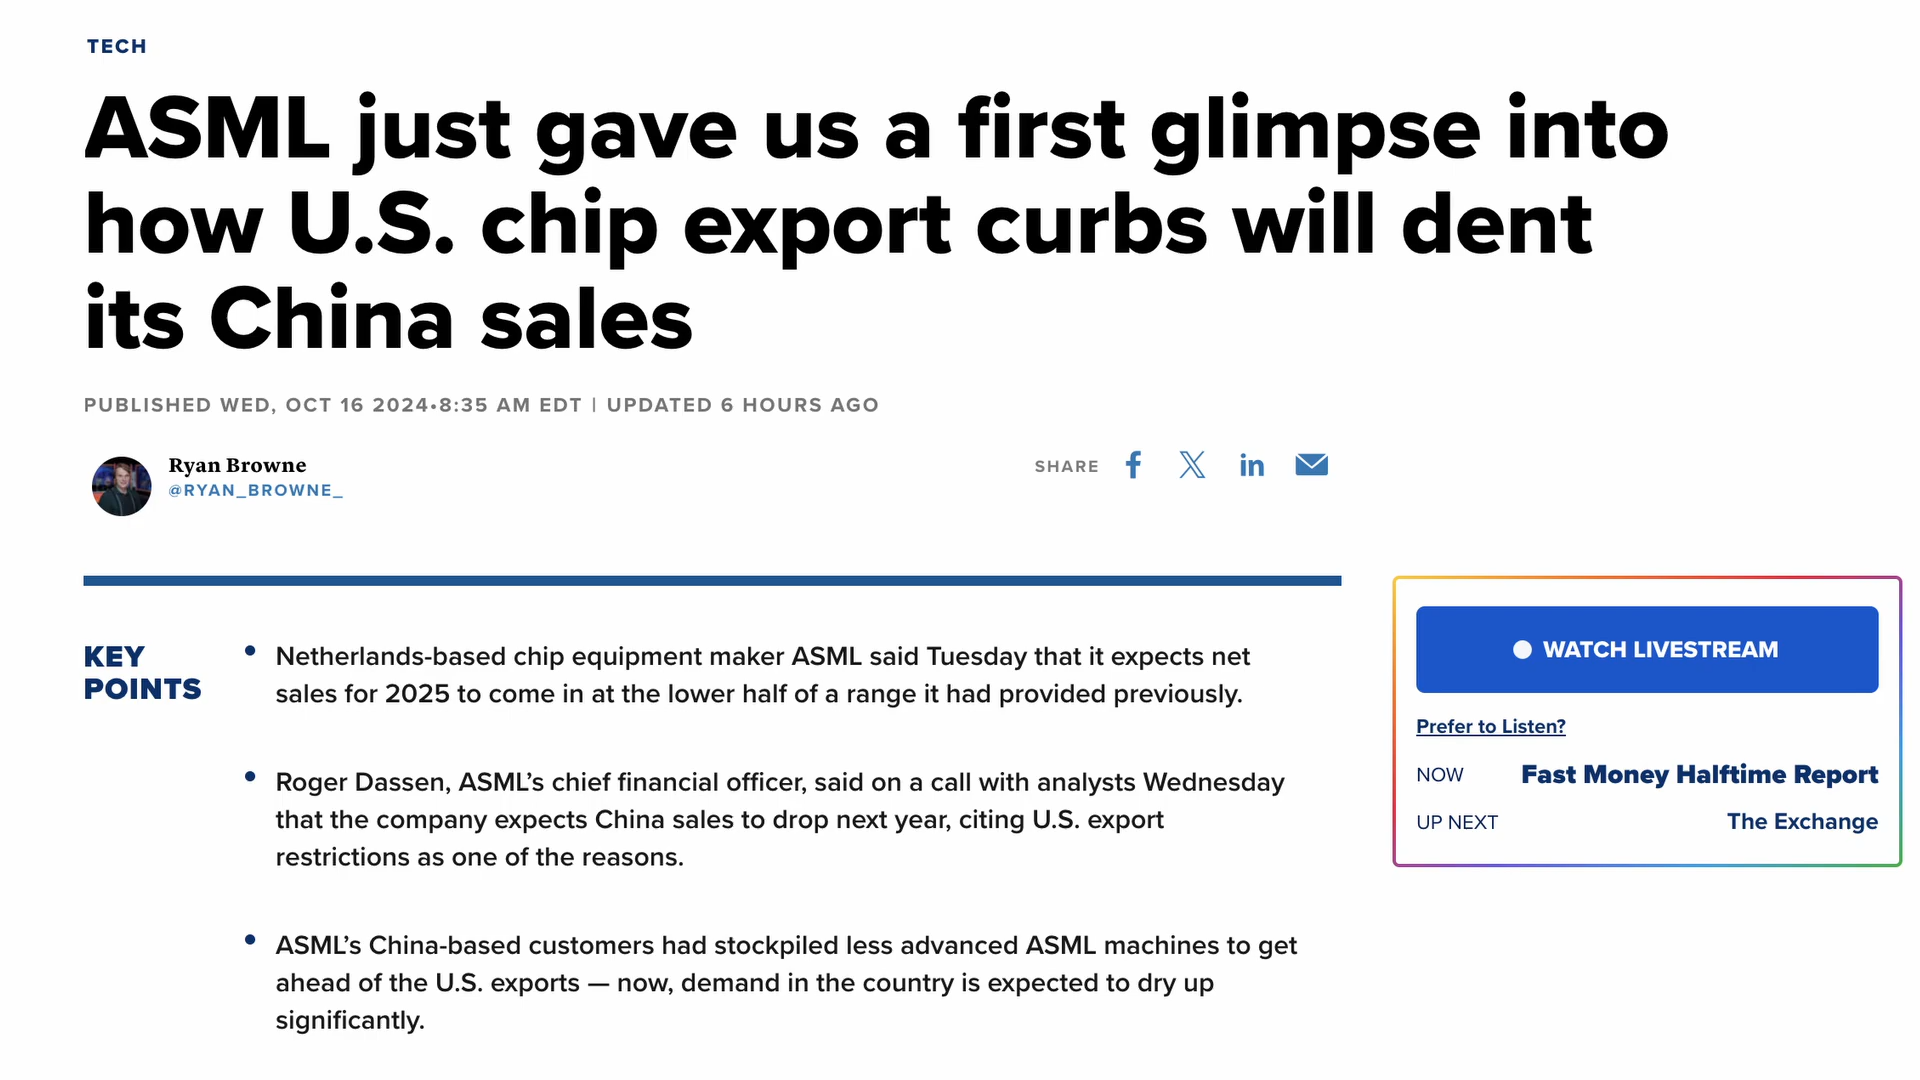 TECH
ASML just gave us a first glimpse into
how U.S. chip export curbs will dent
its China sales
PUBLISHED WED, OCT 16 2024•8:35 AM EDT | UPDATED 6 HOURS AGO
Ryan Browne
@RYAN_BROWNE_
SHARE
KEY
POINTS
Netherlands-based chip equipment maker ASML said Tuesday that it expects net
sales for 2025 to come in at the lower half of a range it had provided previously.
Roger Dassen, ASML’s chief financial officer, said on a call with analysts Wednesday
that the company expects China sales to drop next year, citing U.S. export
restrictions as one of the reasons.
ASML’s China-based customers had stockpiled less advanced ASML machines to get
ahead of the U.S. exports — now, demand in the country is expected to dry up
significantly.
WATCH LIVESTREAM
Prefer to Listen?
NOW Fast Money Halftime Report
UP NEXT The Exchange